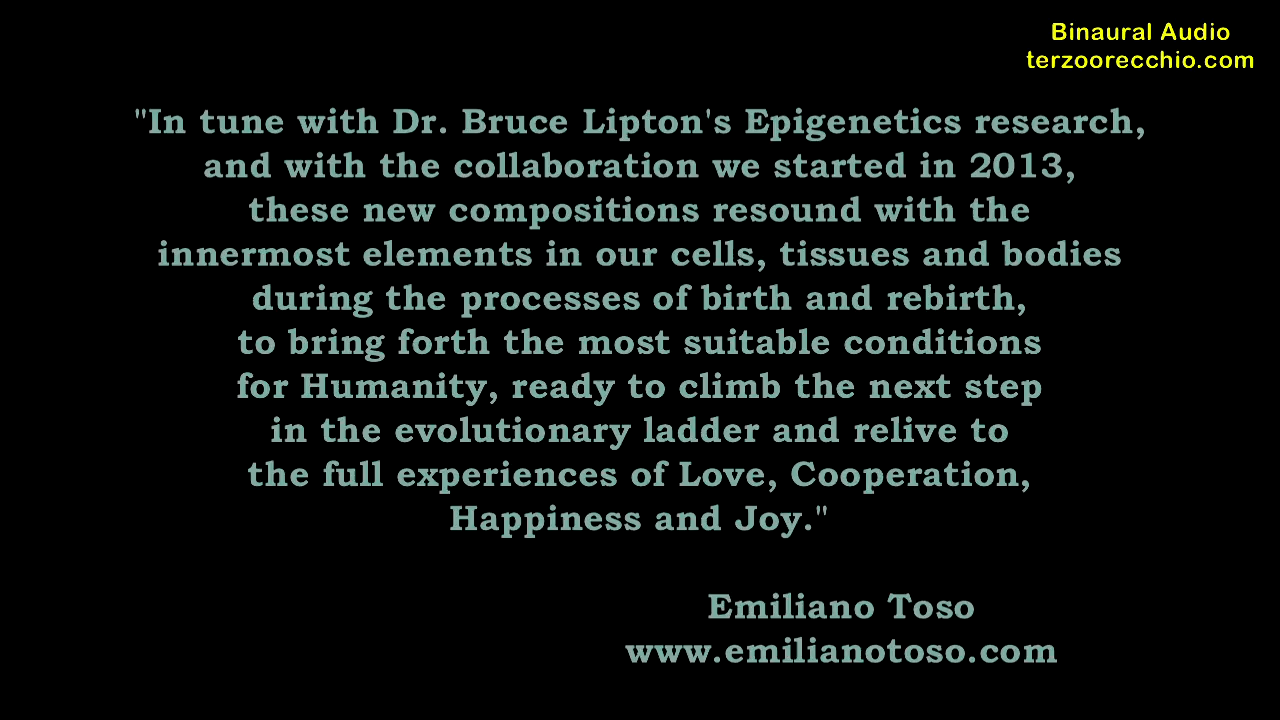 Binaural Audio
terzoorecchio.com
"In tune with Dr. Bruce Lipton's Epigenetics research,
and with the collaboration we started in 2013,
these new compositions resound with the
innermost elements in our cells, tissues and bodies
during the processes of birth and rebirth,
to bring forth the most suitable conditions
for Humanity, ready to climb the next step
in the evolutionary ladder and relive to
the full experiences of Love, Cooperation,
Happiness and Joy."
Emiliano Toso
www.emilianotoso.com